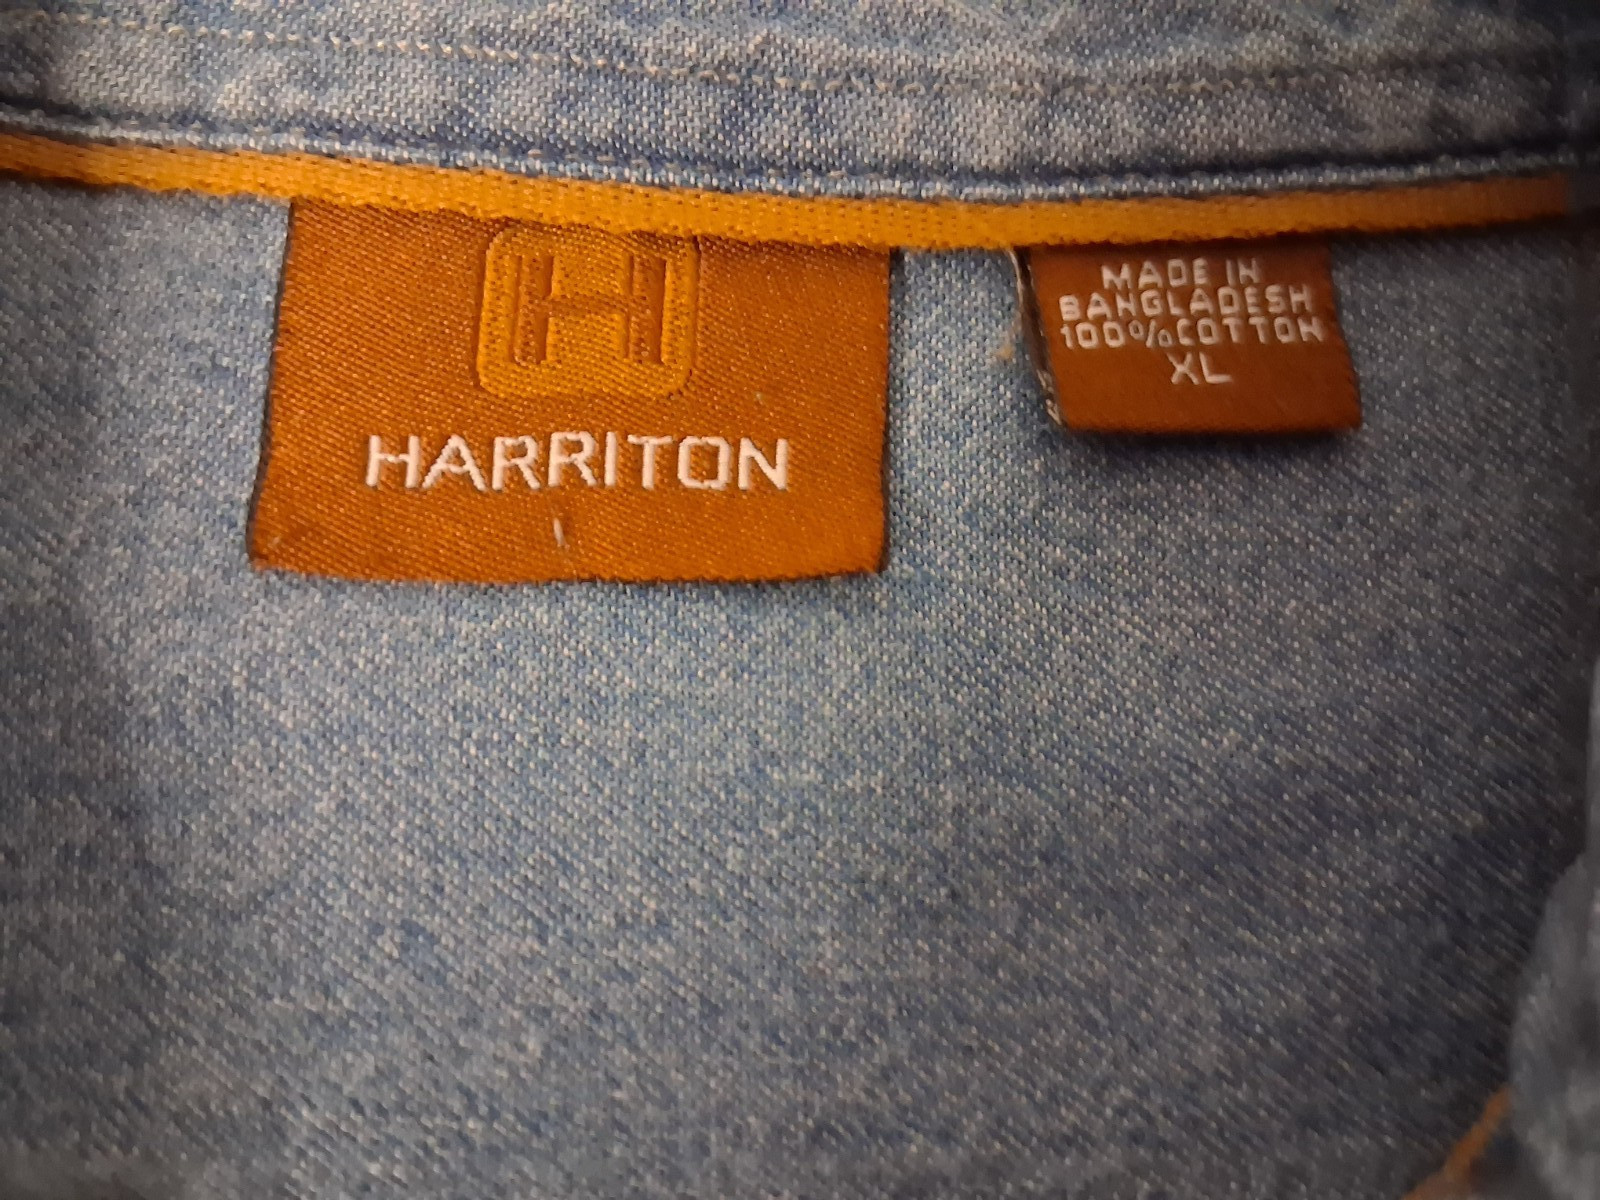 H
HARRITON
MADE IN
BANGLADESH
100%COTTON
XL